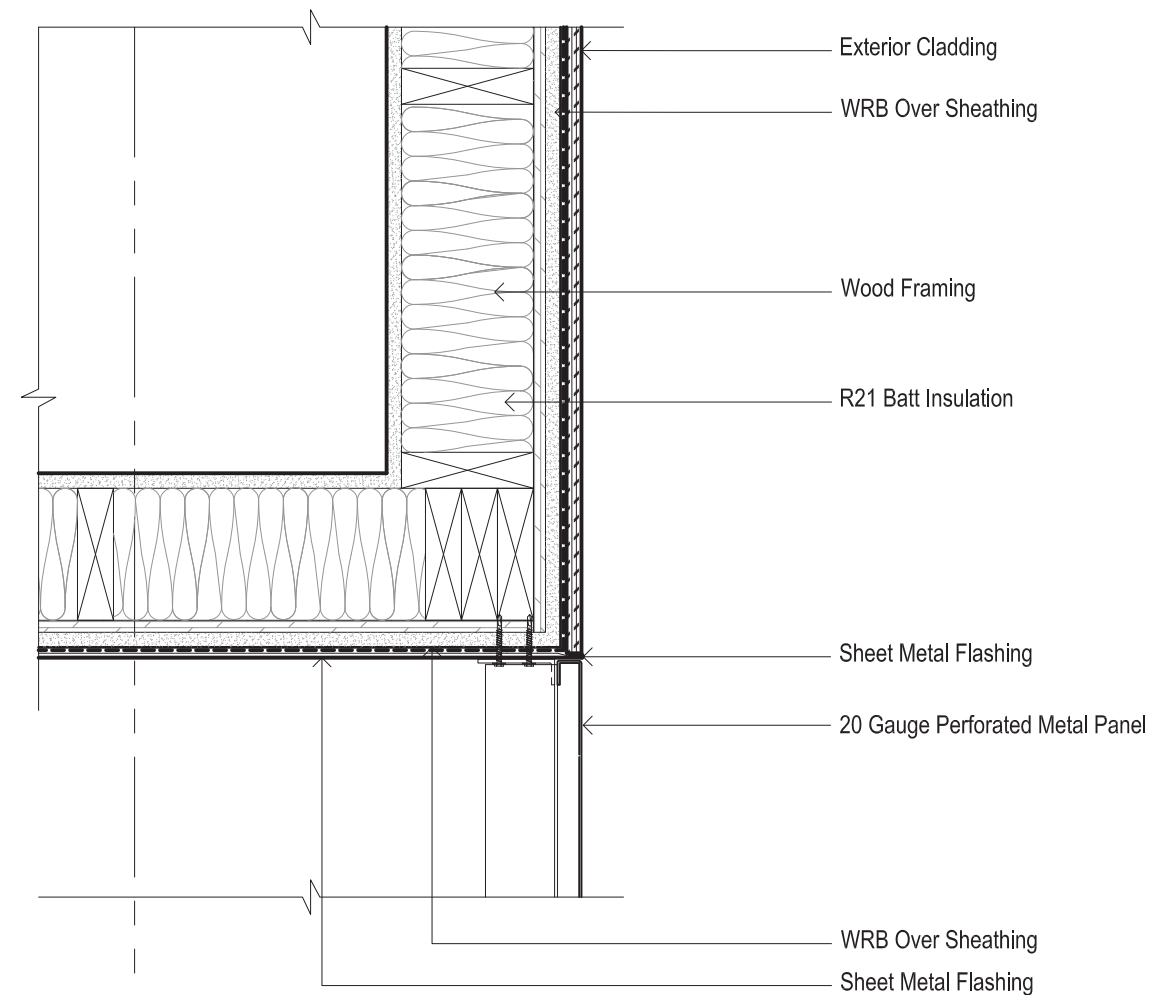 Exterior Cladding
WRB Over Sheathing
Wood Framing
R21 Batt Insulation
Sheet Metal Flashing
20 Gauge Perforated Metal Panel
WRB Over Sheathing
Sheet Metal Flashing